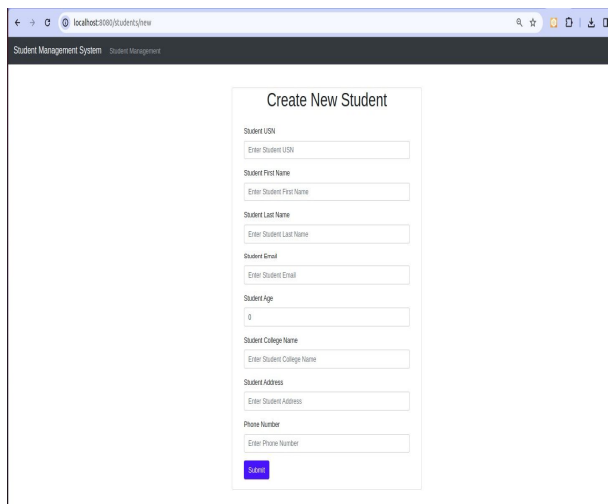 localhost:8080/students/new
Student Management System Student Management
Create New Student
Student USN
Enter Student USN
Student First Name
Enter Student First Name
Student Last Name
Enter Student Last Name
Student Email
Enter Student Email
Student Age
0
Student College Name
Enter Student College Name
Student Address
Enter Student Address
Phone Number
Enter Phone Number
Submit